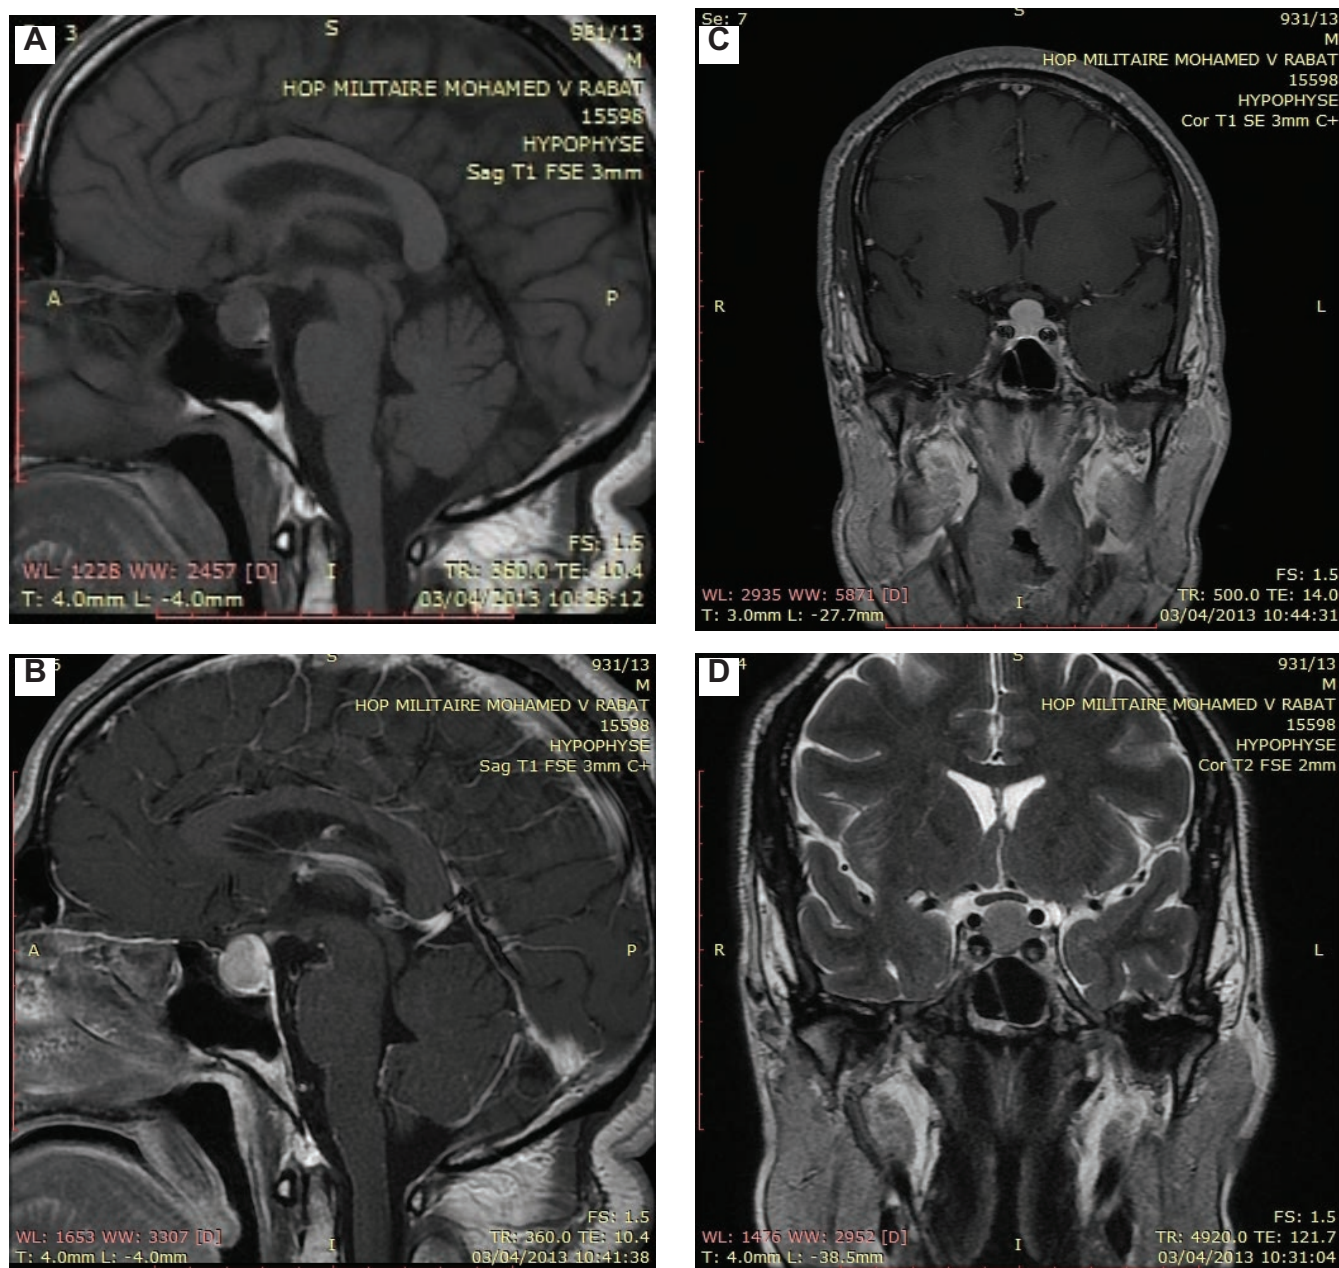 A
3
S
931/13
M
HOP MILITAIRE MOHAMED V RABAT
15598
HYPOPHYSE
Sag T1 FSE 3mm
A
P
FS: 1.5
WL: 1228 WW: 2457 [D]
I
TR: 360.0 TE: 10.4
T: 4.0mm L: -4.0mm
03/04/2013 10:26:12
C
Se: 7
S
931/13
M
HOP MILITAIRE MOHAMED V RABAT
15598
HYPOPHYSE
Cor T1 SE 3mm C+
R
L
FS: 1.5
WL: 2935 WW: 5871 [D]
I
TR: 500.0 TE: 14.0
T: 3.0mm L: -27.7mm
03/04/2013 10:44:31
B
S
931/13
M
HOP MILITAIRE MOHAMED V RABAT
15598
HYPOPHYSE
Sag T1 FSE 3mm C+
A
P
FS: 1.5
WL: 1653 WW: 3307 [D]
I
TR: 360.0 TE: 10.4
T: 4.0mm L: -4.0mm
03/04/2013 10:41:38
D
4
S
931/13
M
HOP MILITAIRE MOHAMED V RABAT
15598
HYPOPHYSE
Cor T2 FSE 2mm
R
L
FS: 1.5
WL: 1476 WW: 2952 [D]
I
TR: 4920.0 TE: 121.7
T: 4.0mm L: -38.5mm
03/04/2013 10:31:04